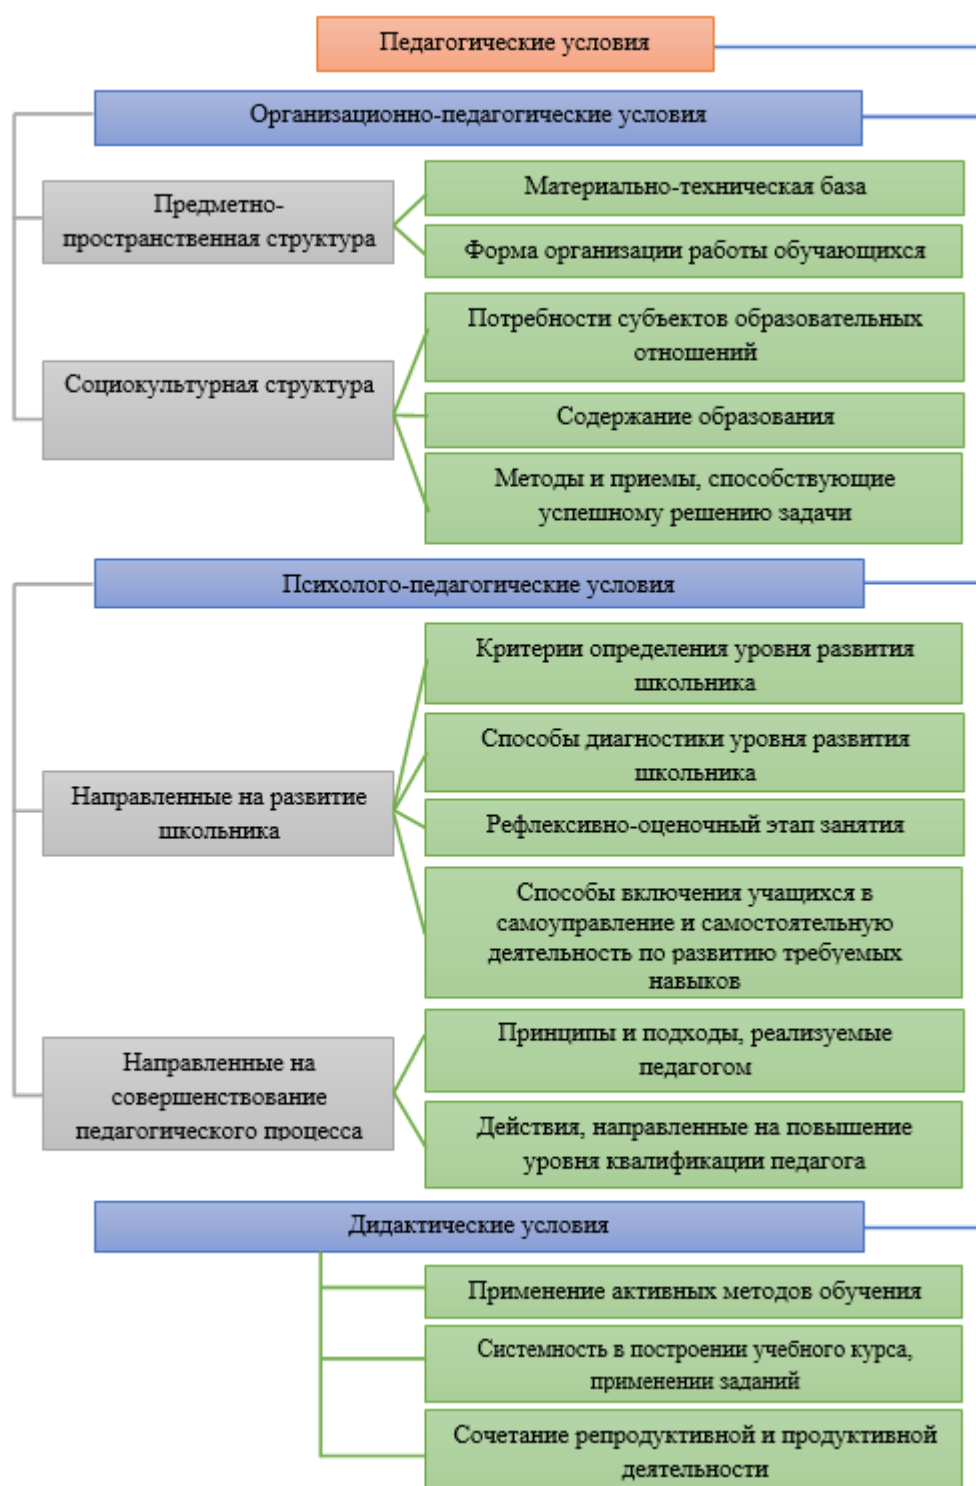 Педагогические условия
Организационно-педагогические условия
Предметно-
пространственная структура
Материально-техническая база
Форма организации работы обучающихся
Социокультурная структура
Потребности субъектов образовательных
отношений
Содержание образования
Методы и приемы, способствующие
успешному решению задачи
Психолого-педагогические условия
Направленные на развитие
школьника
Критерии определения уровня развития
школьника
Способы диагностики уровня развития
школьника
Рефлексивно-оценочный этап занятия
Способы включения учащихся в
самоуправление и самостоятельную
деятельность по развитию требуемых
навыков
Направленные на
совершенствование
педагогического процесса
Принципы и подходы, реализуемые
педагогом
Действия, направленные на повышение
уровня квалификации педагога
Дидактические условия
Применение активных методов обучения
Системность в построении учебного курса,
применении заданий
Сочетание репродуктивной и продуктивной
деятельности